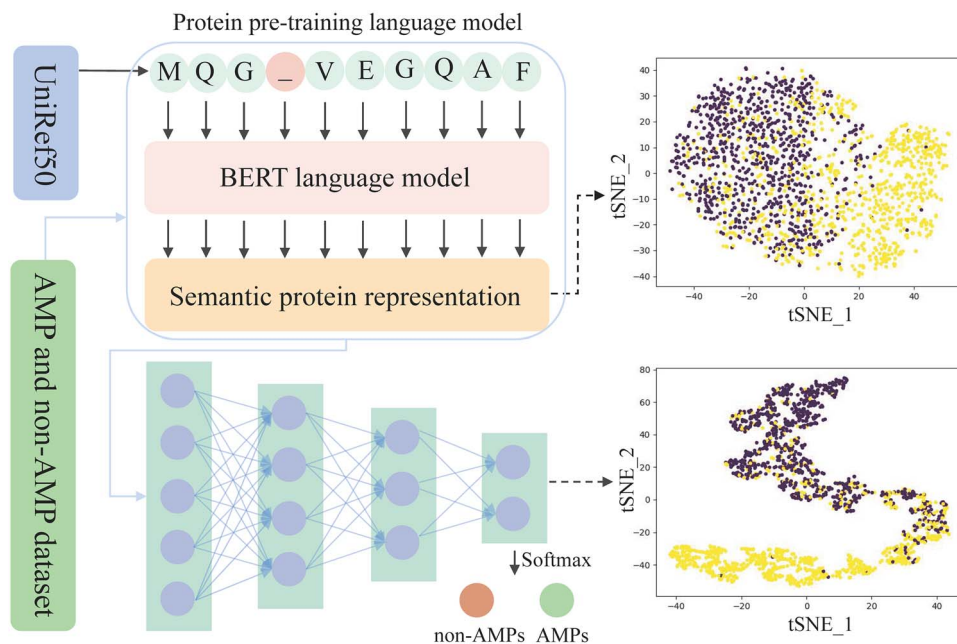 Protein pre-training language model
UniRef50
M Q G _ V E G Q A F
BERT language model
Semantic protein representation
AMP and non-AMP dataset
Softmax
non-AMPs AMPs
tSNE_2
40
30
20
10
0
−10
−20
−30
−40
−40 −20 0 20 40
tSNE_1
tSNE_2
80
60
40
20
0
−20
−40
−40 −20 0 20 40
tSNE_1